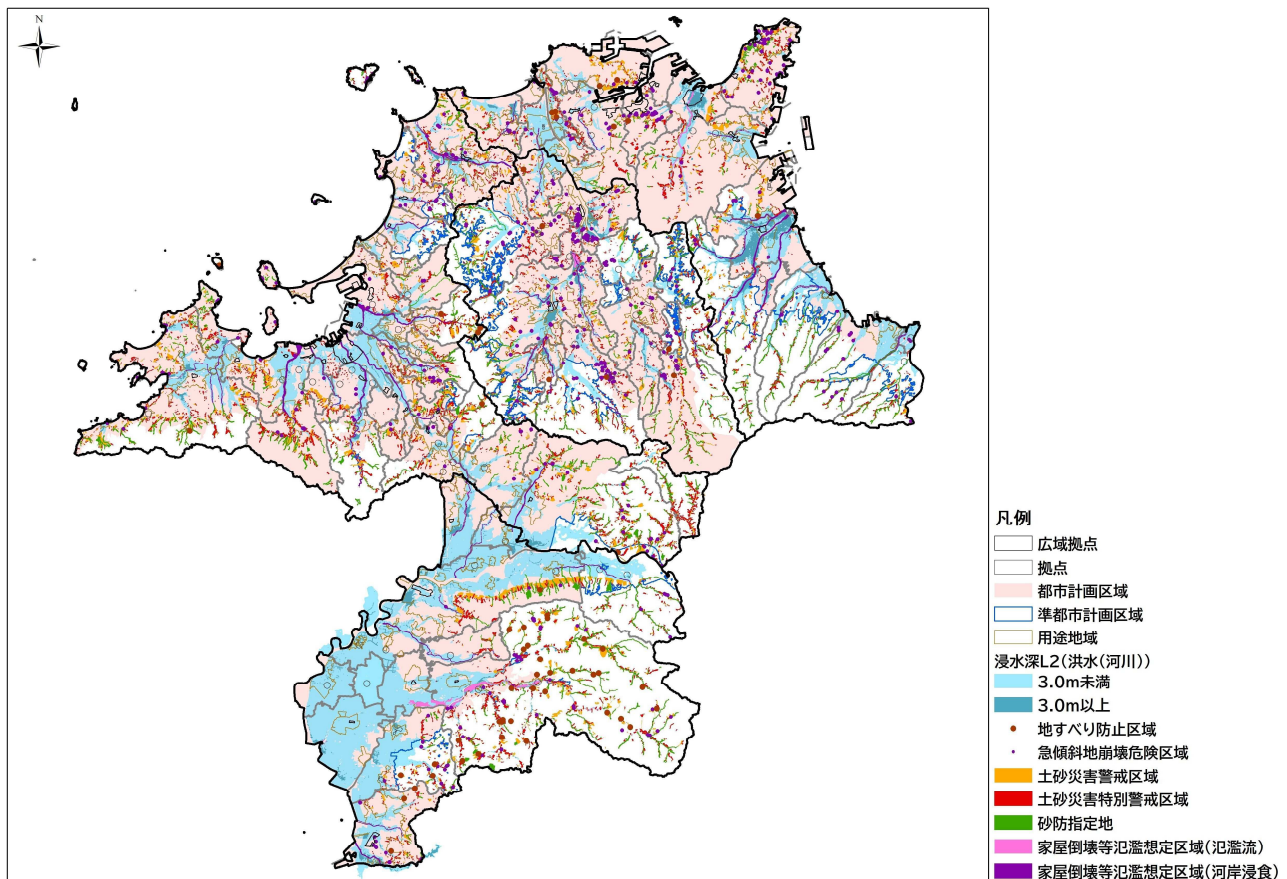 N
凡例
広域拠点
拠点
都市計画区域
準都市計画区域
用途地域
浸水深L2(洪水(河川))
3.0m未満
3.0m以上
地すべり防止区域
急傾斜地崩壊危険区域
土砂災害警戒区域
土砂災害特別警戒区域
砂防指定地
家屋倒壊等氾濫想定区域(氾濫流)
家屋倒壊等氾濫想定区域(河岸浸食)